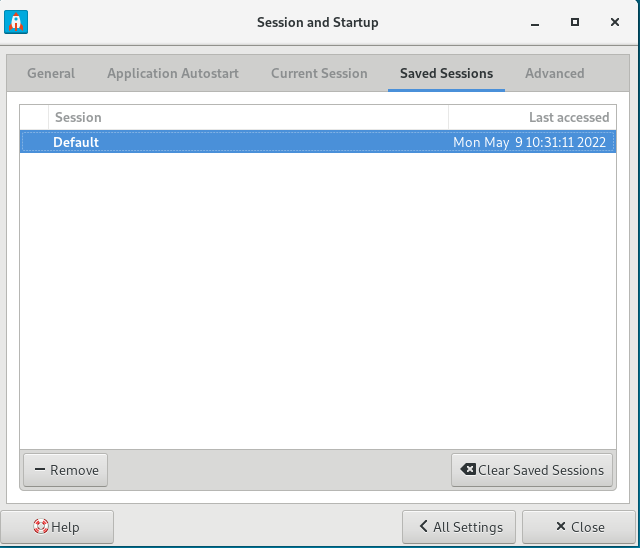 Session and Startup
General Application Autostart Current Session Saved Sessions Advanced
Session Last accessed
Default Mon May  9 10:31:11 2022
Remove Clear Saved Sessions
Help All Settings Close